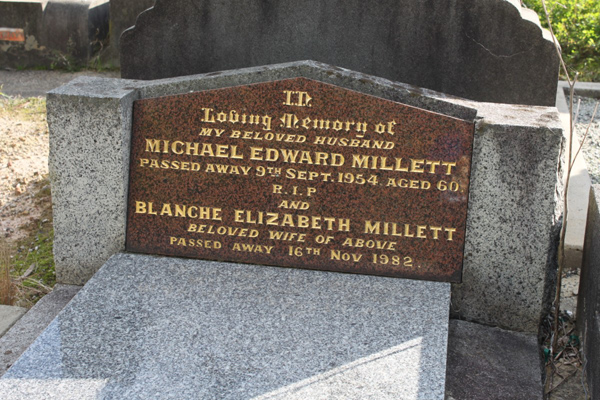 In
Loving Memory of
MY BELOVED HUSBAND
MICHAEL EDWARD MILLETT
PASSED AWAY 9TH SEPT. 1954. AGED 60.
R.I.P
AND
BLANCHE ELIZABETH MILLETT
BELOVED WIFE OF ABOVE
PASSED AWAY 16TH NOV 1982.